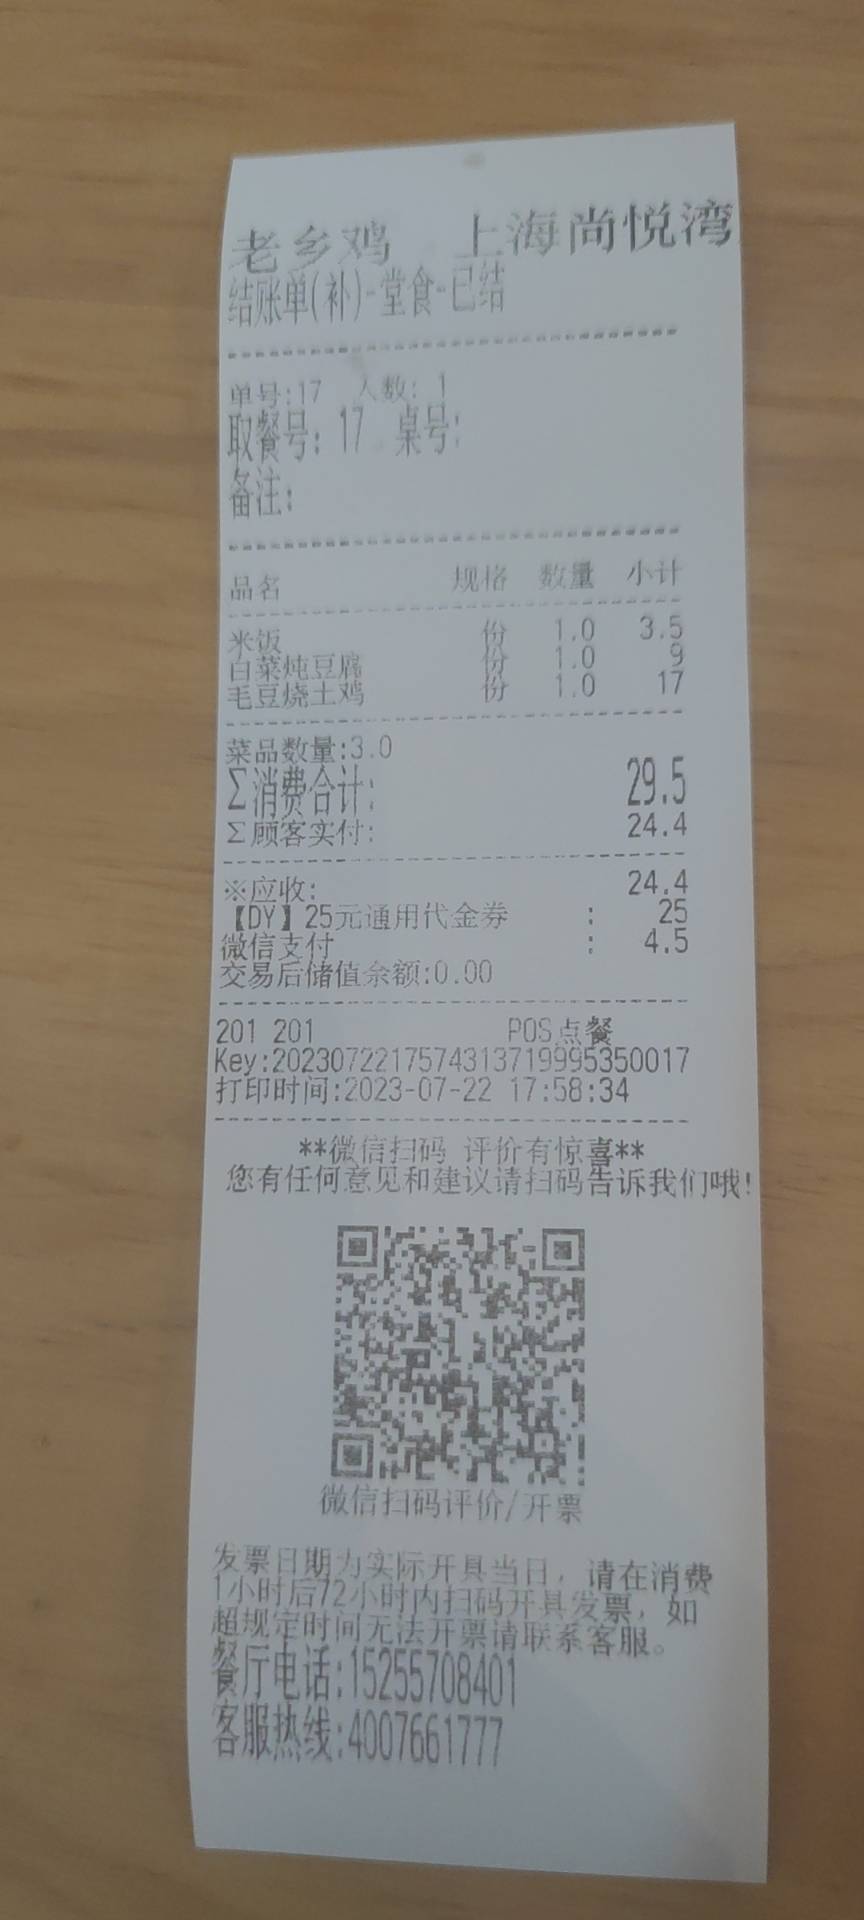 老乡鸡 上海尚悦湾
结账单(补)-堂食-已结
单号:17 人数: 1
取餐号: 17 桌号:
备注:
品名 规格 数量 小计
米饭 份 1.0 3.5
白菜炖豆腐 份 1.0 9
毛豆烧土鸡 份 1.0 17
菜品数量:3.0
∑消费合计: 29.5
∑顾客实付: 24.4
※应收: 24.4
【DY】25元通用代金券 : 25
微信支付 : 4.5
交易后储值余额:0.00
201 201 POS点餐
Key:2023072217574313719995350017
打印时间:2023-07-22 17:58:34
**微信扫码 评价有惊喜**
您有任何意见和建议请扫码告诉我们哦!
微信扫码评价/开票
发票日期为实际开具当日，请在消费
1小时后72小时内扫码开具发票，如
超规定时间无法开票请联系客服。
餐厅电话:15255708401
客服热线:4007661777